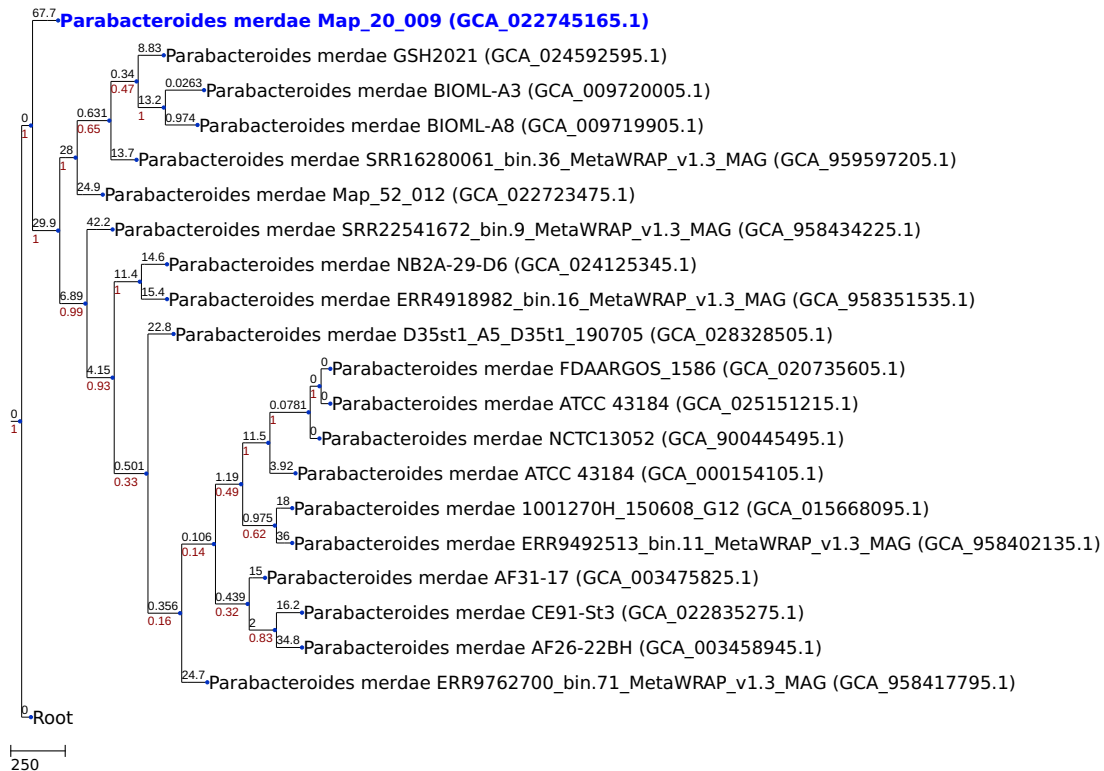 67.7 Parabacteroides merdae Map_20_009 (GCA_022745165.1)
8.83 Parabacteroides merdae GSH2021 (GCA_024592595.1)
0.34
0.47
0.0263 Parabacteroides merdae BIOML-A3 (GCA_009720005.1)
13.2
1
0.631
0.65
0.974 Parabacteroides merdae BIOML-A8 (GCA_009719905.1)
0
1
28
1
13.7 Parabacteroides merdae SRR16280061_bin.36_MetaWRAP_v1.3_MAG (GCA_959597205.1)
24.9 Parabacteroides merdae Map_52_012 (GCA_022723475.1)
29.9
1
42.2 Parabacteroides merdae SRR22541672_bin.9_MetaWRAP_v1.3_MAG (GCA_958434225.1)
14.6 Parabacteroides merdae NB2A-29-D6 (GCA_024125345.1)
11.4
1
6.89
0.99
15.4 Parabacteroides merdae ERR4918982_bin.16_MetaWRAP_v1.3_MAG (GCA_958351535.1)
22.8 Parabacteroides merdae D35st1_A5_D35t1_190705 (GCA_028328505.1)
4.15
0.93
0 Parabacteroides merdae FDAARGOS_1586 (GCA_020735605.1)
0
1
0 Parabacteroides merdae ATCC 43184 (GCA_025151215.1)
0.0781
1
0
1
0 Parabacteroides merdae NCTC13052 (GCA_900445495.1)
11.5
1
0.501
0.33
3.92 Parabacteroides merdae ATCC 43184 (GCA_000154105.1)
1.19
0.49
18 Parabacteroides merdae 1001270H_150608_G12 (GCA_015668095.1)
0.975
0.62
0.106
0.14
36 Parabacteroides merdae ERR9492513_bin.11_MetaWRAP_v1.3_MAG (GCA_958402135.1)
15 Parabacteroides merdae AF31-17 (GCA_003475825.1)
0.439
0.32
0.356
0.16
16.2 Parabacteroides merdae CE91-St3 (GCA_022835275.1)
2
0.83
34.8 Parabacteroides merdae AF26-22BH (GCA_003458945.1)
24.7 Parabacteroides merdae ERR9762700_bin.71_MetaWRAP_v1.3_MAG (GCA_958417795.1)
0 Root
250